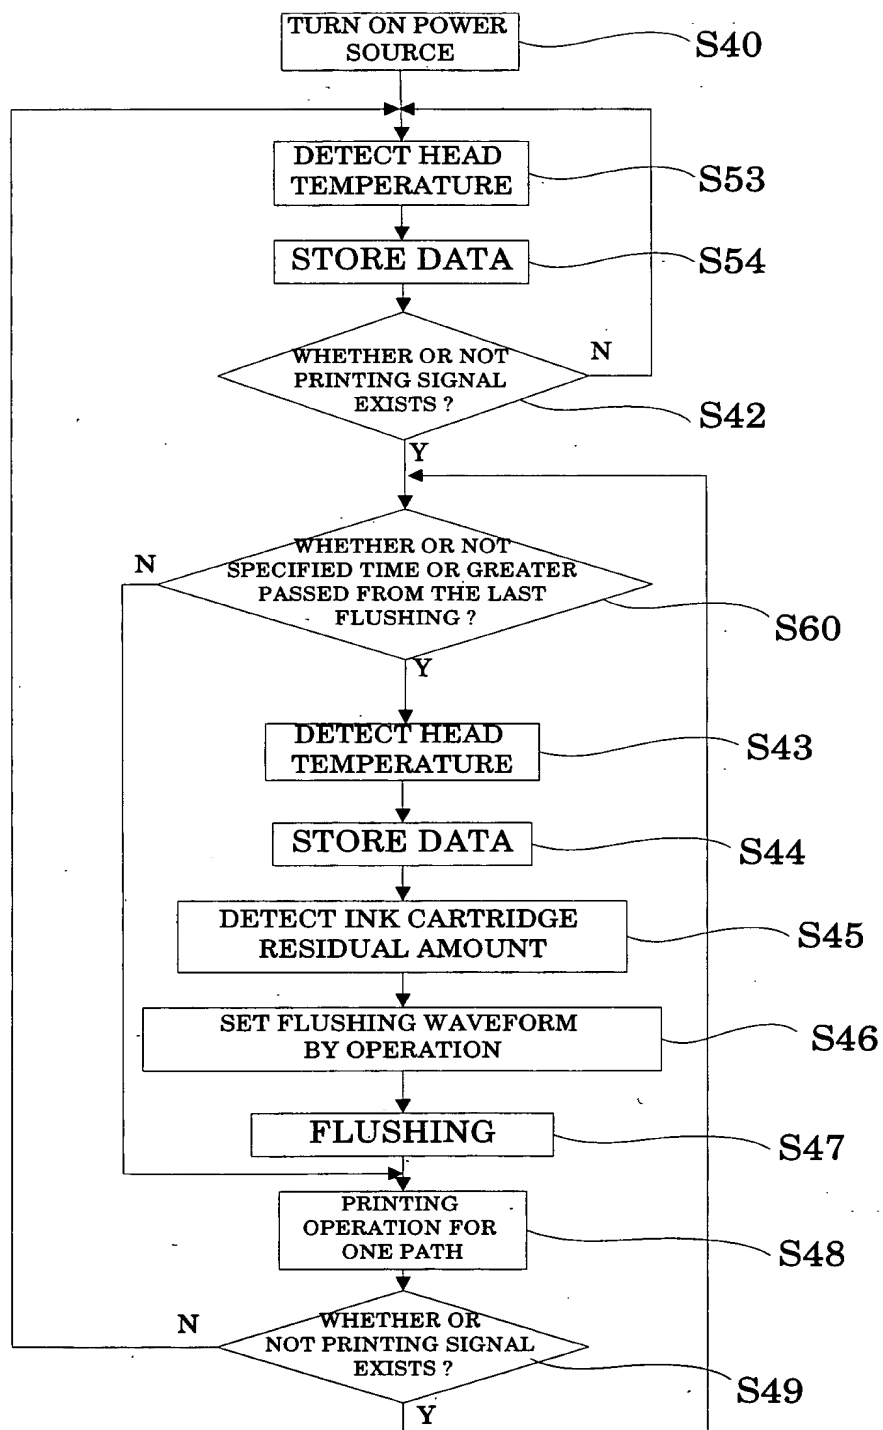 TURN ON POWER
SOURCE
S40
DETECT HEAD
TEMPERATURE
S53
STORE DATA
S54
WHETHER OR NOT
PRINTING SIGNAL
EXISTS ?
N
S42
Y
WHETHER OR NOT
SPECIFIED TIME OR GREATER
PASSED FROM THE LAST
FLUSHING ?
N
S60
Y
DETECT HEAD
TEMPERATURE
S43
STORE DATA
S44
DETECT INK CARTRIDGE
RESIDUAL AMOUNT
S45
SET FLUSHING WAVEFORM
BY OPERATION
S46
FLUSHING
S47
PRINTING
OPERATION FOR
ONE PATH
S48
N
WHETHER OR
NOT PRINTING SIGNAL
EXISTS ?
S49
Y